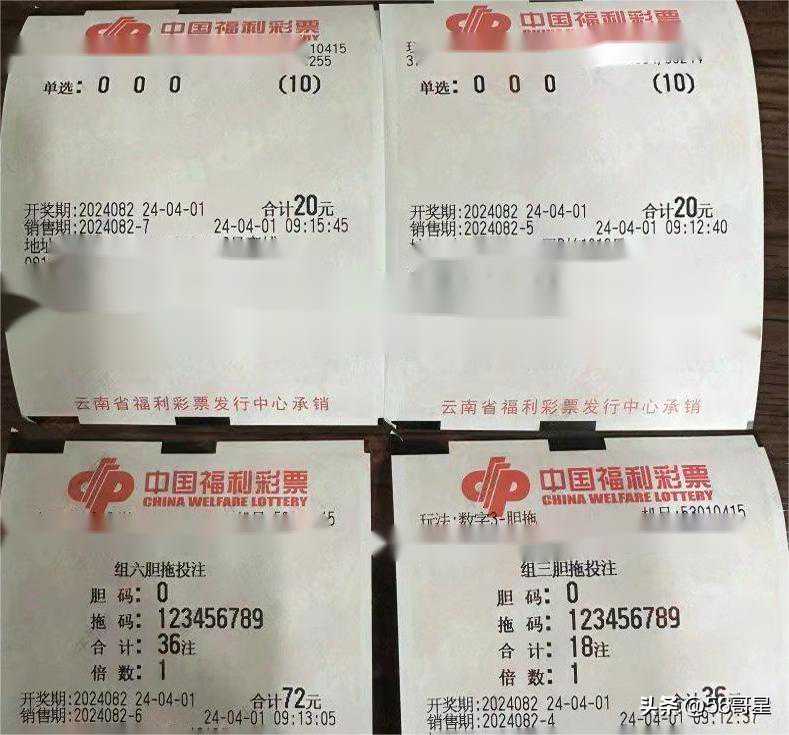 中国福利彩票
10415
255
单选: 0 0 0 (10)
开奖期:2024082 24-04-01 合计20元
销售期:2024082-7 24-04-01 09:15:45
地址
云南省福利彩票发行中心承销
中国福利彩票
单选: 0 0 0 (10)
开奖期:2024082 24-04-01 合计20元
销售期:2024082-5 24-04-01 09:12:40
云南省福利彩票发行中心承销
中国福利彩票
CHINA WELFARE LOTTERY
组六胆拖投注
胆 码: 0
拖 码: 123456789
合 计: 36注
倍 数: 1
开奖期:2024082 24-04-01 合计72元
销售期:2024082-6 24-04-01 09:13:05
中国福利彩票
CHINA WELFARE LOTTERY
玩法:数字3-胆拖 机号:53010415
组三胆拖投注
胆 码: 0
拖 码: 123456789
合 计: 18注
倍 数: 1
开奖期:2024082 24-04-01 合计36元
销售期:2024082-4 24-04-01 09:12:37
头条 @56哥星